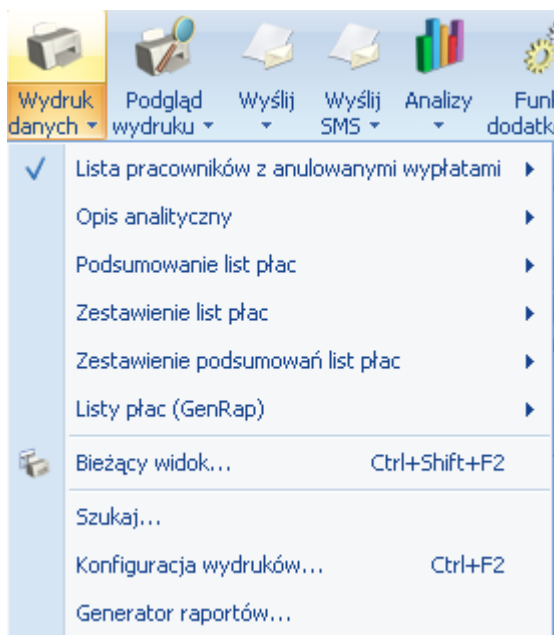 Wydruk danych
Podgląd wydruku
Wyślij
Wyślij SMS
Analizy
Funk
dodatk
Lista pracowników z anulowanymi wypłatami
Opis analityczny
Podsumowanie list płac
Zestawienie list płac
Zestawienie podsumowań list płac
Listy płac (GenRap)
Bieżący widok... Ctrl+Shift+F2
Szukaj...
Konfiguracja wydruków... Ctrl+F2
Generator raportów...